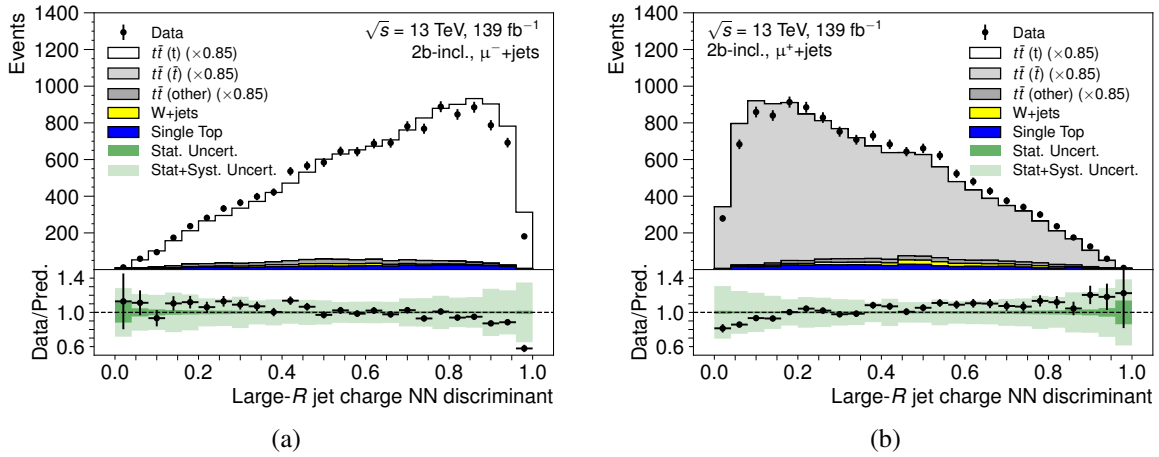 1400
1200
1000
800
600
400
200
Events
√s = 13 TeV, 139 fb⁻¹
2b-incl., μ⁻+jets
Data
tt̄ (t) (×0.85)
tt̄ (t̄) (×0.85)
tt̄ (other) (×0.85)
W+jets
Single Top
Stat. Uncert.
Stat+Syst. Uncert.
1.4
1.0
0.6
Data/Pred.
0.0 0.2 0.4 0.6 0.8 1.0
Large-R jet charge NN discriminant
(a)
1400
1200
1000
800
600
400
200
Events
√s = 13 TeV, 139 fb⁻¹
2b-incl., μ⁺+jets
Data
tt̄ (t) (×0.85)
tt̄ (t̄) (×0.85)
tt̄ (other) (×0.85)
W+jets
Single Top
Stat. Uncert.
Stat+Syst. Uncert.
1.4
1.0
0.6
Data/Pred.
0.0 0.2 0.4 0.6 0.8 1.0
Large-R jet charge NN discriminant
(b)